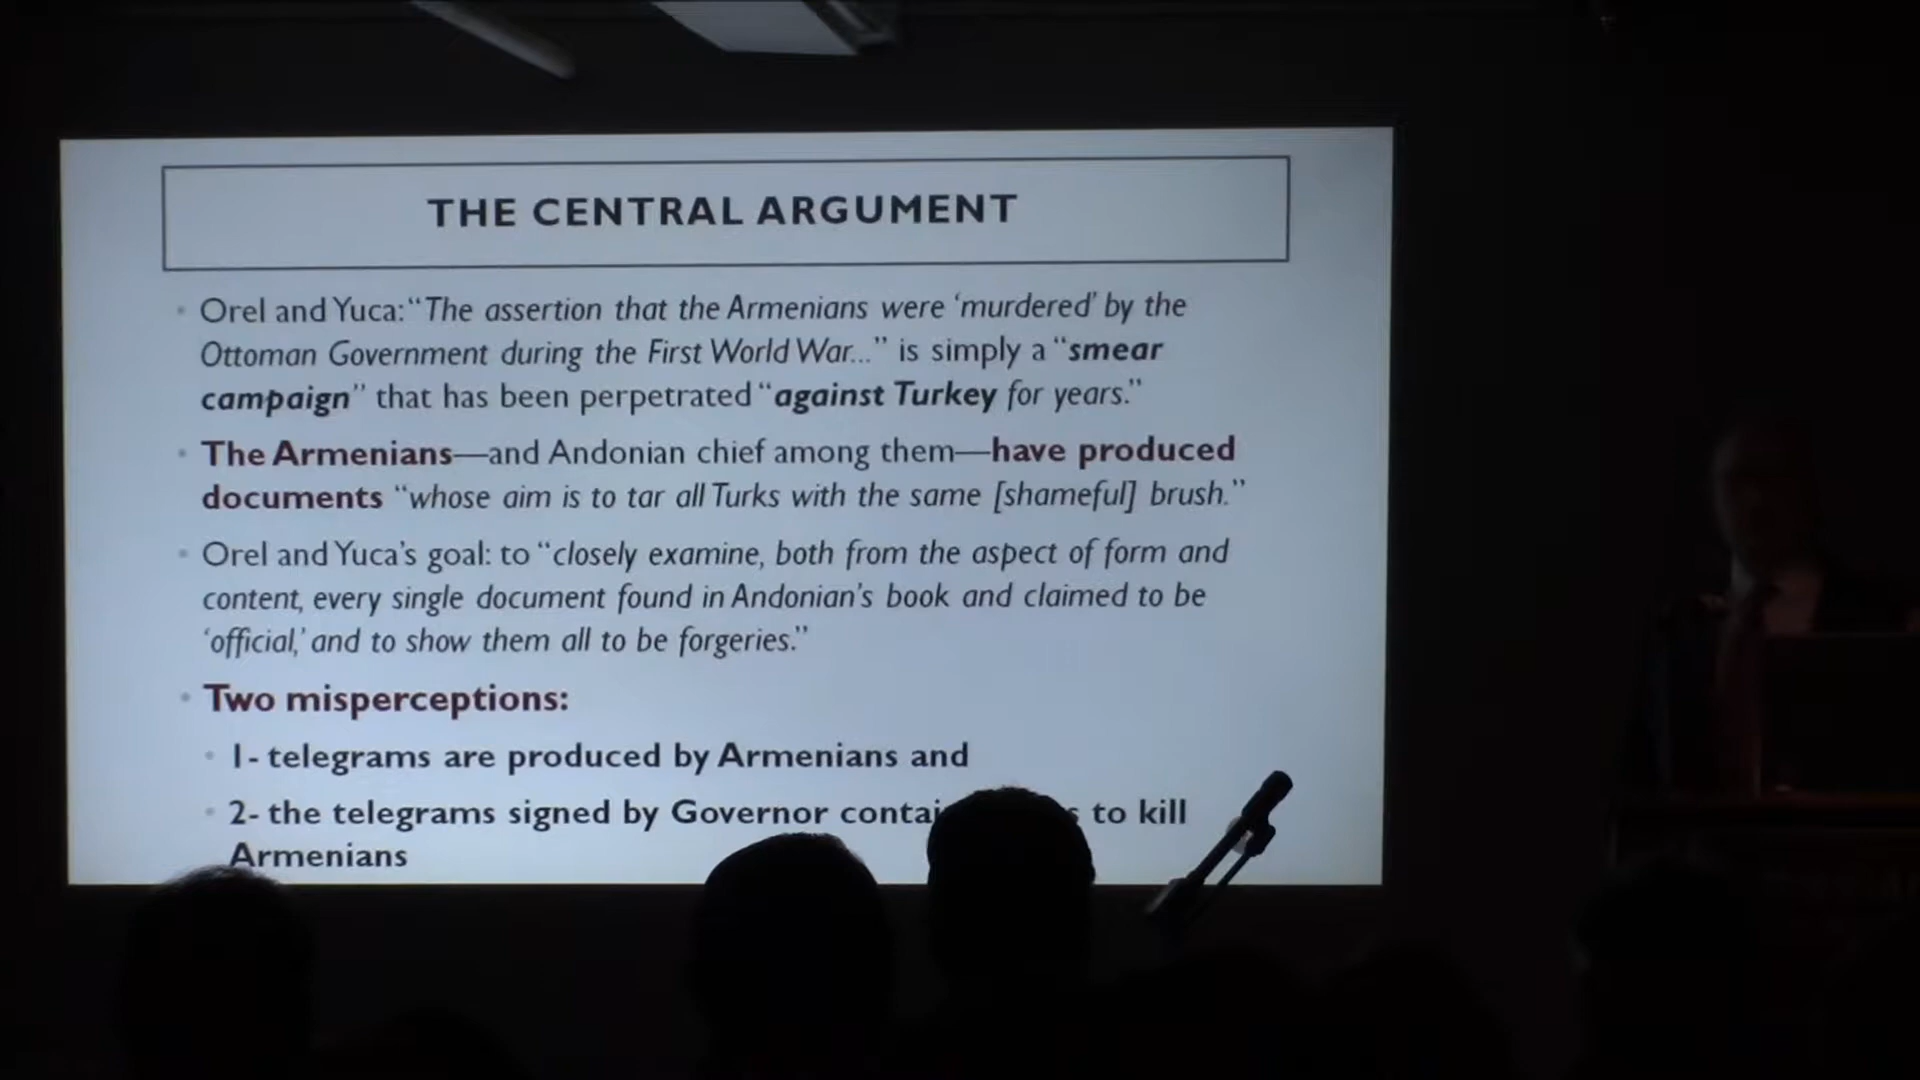 THE CENTRAL ARGUMENT
• Orel and Yuca: “The assertion that the Armenians were ‘murdered’ by the
Ottoman Government during the First World War...” is simply a “smear
campaign” that has been perpetrated “against Turkey for years.”
• The Armenians—and Andonian chief among them—have produced
documents “whose aim is to tar all Turks with the same [shameful] brush.”
• Orel and Yuca’s goal: to “closely examine, both from the aspect of form and
content, every single document found in Andonian’s book and claimed to be
‘official,’ and to show them all to be forgeries.”
• Two misperceptions:
• 1- telegrams are produced by Armenians and
• 2- the telegrams signed by Governor to kill
Armenians